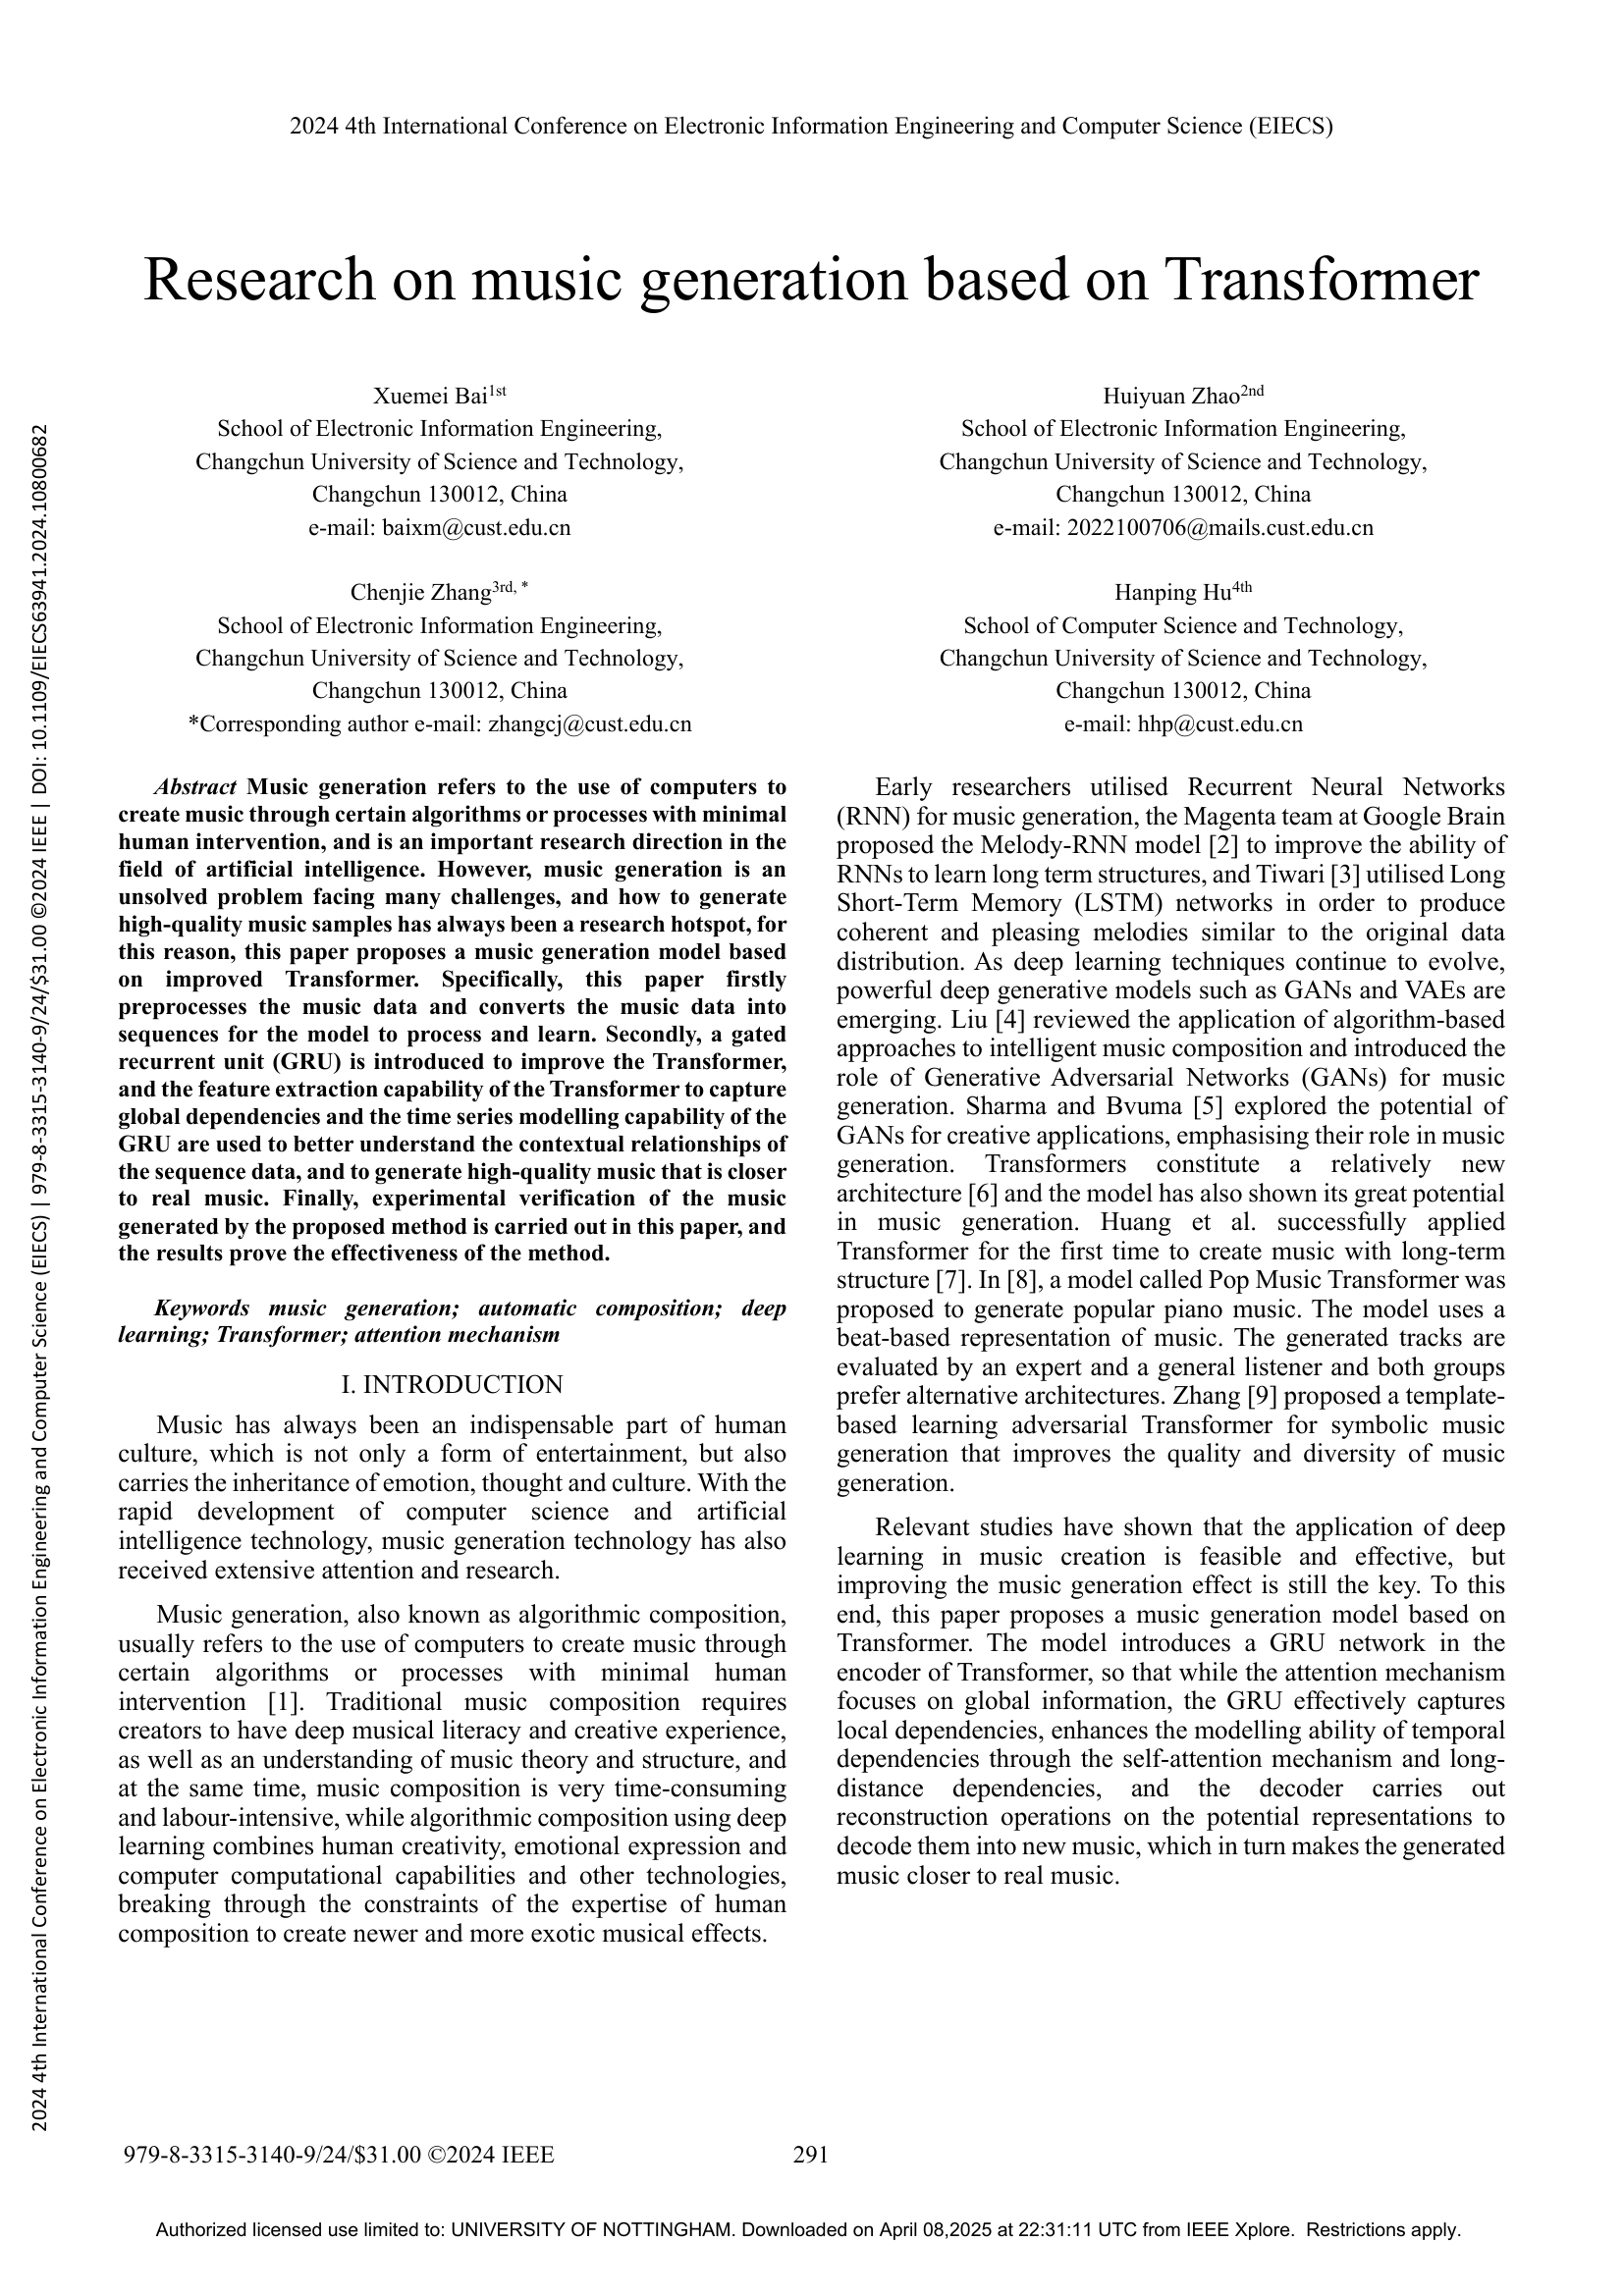 2024 4th International Conference on Electronic Information Engineering and Computer Science (EIECS)
Research on music generation based on Transformer
Xuemei Bai1st
School of Electronic Information Engineering,
Changchun University of Science and Technology,
Changchun 130012, China
e-mail: baixm@cust.edu.cn
Huiyuan Zhao2nd
School of Electronic Information Engineering,
Changchun University of Science and Technology,
Changchun 130012, China
e-mail: 2022100706@mails.cust.edu.cn
Chenjie Zhang3rd, *
School of Electronic Information Engineering,
Changchun University of Science and Technology,
Changchun 130012, China
*Corresponding author e-mail: zhangcj@cust.edu.cn
Hanping Hu4th
School of Computer Science and Technology,
Changchun University of Science and Technology,
Changchun 130012, China
e-mail: hhp@cust.edu.cn
Abstract Music generation refers to the use of computers to
create music through certain algorithms or processes with minimal
human intervention, and is an important research direction in the
field of artificial intelligence. However, music generation is an
unsolved problem facing many challenges, and how to generate
high-quality music samples has always been a research hotspot, for
this reason, this paper proposes a music generation model based
on improved Transformer. Specifically, this paper firstly
preprocesses the music data and converts the music data into
sequences for the model to process and learn. Secondly, a gated
recurrent unit (GRU) is introduced to improve the Transformer,
and the feature extraction capability of the Transformer to capture
global dependencies and the time series modelling capability of the
GRU are used to better understand the contextual relationships of
the sequence data, and to generate high-quality music that is closer
to real music. Finally, experimental verification of the music
generated by the proposed method is carried out in this paper, and
the results prove the effectiveness of the method.
Keywords music generation; automatic composition; deep
learning; Transformer; attention mechanism
I. INTRODUCTION
Music has always been an indispensable part of human
culture, which is not only a form of entertainment, but also
carries the inheritance of emotion, thought and culture. With the
rapid development of computer science and artificial
intelligence technology, music generation technology has also
received extensive attention and research.
Music generation, also known as algorithmic composition,
usually refers to the use of computers to create music through
certain algorithms or processes with minimal human
intervention [1]. Traditional music composition requires
creators to have deep musical literacy and creative experience,
as well as an understanding of music theory and structure, and
at the same time, music composition is very time-consuming
and labour-intensive, while algorithmic composition using deep
learning combines human creativity, emotional expression and
computer computational capabilities and other technologies,
breaking through the constraints of the expertise of human
composition to create newer and more exotic musical effects.
Early researchers utilised Recurrent Neural Networks
(RNN) for music generation, the Magenta team at Google Brain
proposed the Melody-RNN model [2] to improve the ability of
RNNs to learn long term structures, and Tiwari [3] utilised Long
Short-Term Memory (LSTM) networks in order to produce
coherent and pleasing melodies similar to the original data
distribution. As deep learning techniques continue to evolve,
powerful deep generative models such as GANs and VAEs are
emerging. Liu [4] reviewed the application of algorithm-based
approaches to intelligent music composition and introduced the
role of Generative Adversarial Networks (GANs) for music
generation. Sharma and Bvuma [5] explored the potential of
GANs for creative applications, emphasising their role in music
generation. Transformers constitute a relatively new
architecture [6] and the model has also shown its great potential
in music generation. Huang et al. successfully applied
Transformer for the first time to create music with long-term
structure [7]. In [8], a model called Pop Music Transformer was
proposed to generate popular piano music. The model uses a
beat-based representation of music. The generated tracks are
evaluated by an expert and a general listener and both groups
prefer alternative architectures. Zhang [9] proposed a template-
based learning adversarial Transformer for symbolic music
generation that improves the quality and diversity of music
generation.
Relevant studies have shown that the application of deep
learning in music creation is feasible and effective, but
improving the music generation effect is still the key. To this
end, this paper proposes a music generation model based on
Transformer. The model introduces a GRU network in the
encoder of Transformer, so that while the attention mechanism
focuses on global information, the GRU effectively captures
local dependencies, enhances the modelling ability of temporal
dependencies through the self-attention mechanism and long-
distance dependencies, and the decoder carries out
reconstruction operations on the potential representations to
decode them into new music, which in turn makes the generated
music closer to real music.
2024 4th International Conference on Electronic Information Engineering and Computer Science (EIECS) | 979-8-3315-3140-9/24/$31.00 ©2024 IEEE | DOI: 10.1109/EIECS63941.2024.10800682
979-8-3315-3140-9/24/$31.00 ©2024 IEEE
291
Authorized licensed use limited to: UNIVERSITY OF NOTTINGHAM. Downloaded on April 08,2025 at 22:31:11 UTC from IEEE Xplore. Restrictions apply.